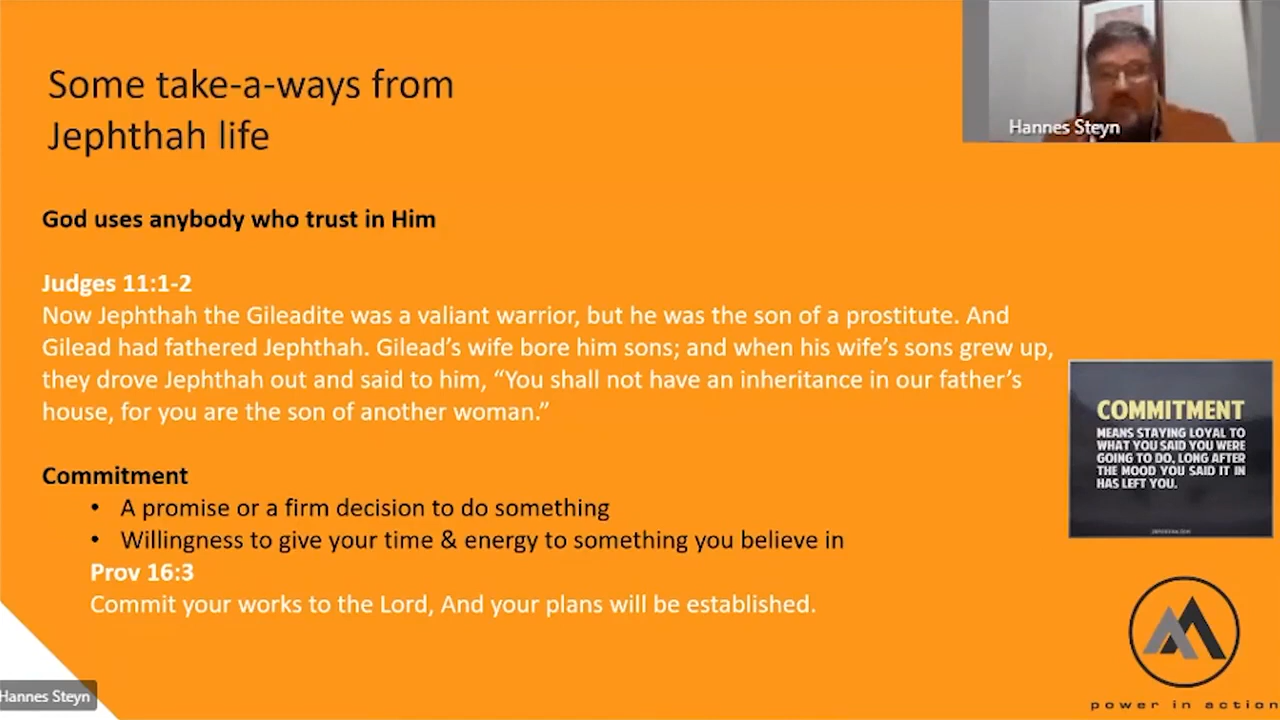 Some take-a-ways from
Jephthah life
Hannes Steyn
God uses anybody who trust in Him
Judges 11:1-2
Now Jephthah the Gileadite was a valiant warrior, but he was the son of a prostitute. And
Gilead had fathered Jephthah. Gilead’s wife bore him sons; and when his wife’s sons grew up,
they drove Jephthah out and said to him, “You shall not have an inheritance in our father’s
house, for you are the son of another woman.”
COMMITMENT
MEANS STAYING LOYAL TO
WHAT YOU SAID YOU WERE
GOING TO DO, LONG AFTER
THE MOOD YOU SAID IT IN
HAS LEFT YOU.
Commitment
• A promise or a firm decision to do something
• Willingness to give your time & energy to something you believe in
Prov 16:3
Commit your works to the Lord, And your plans will be established.
Hannes Steyn
power in action